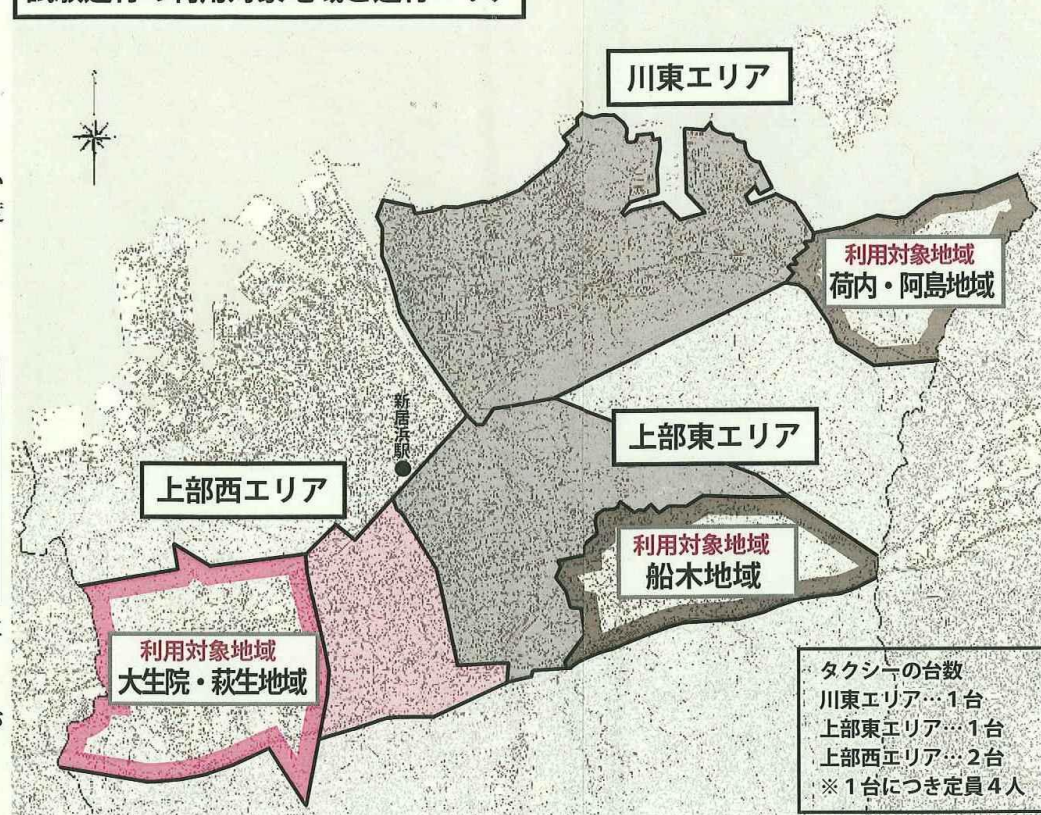 川東エリア
利用対象地域
荷内・阿島地域
新居浜駅
上部東エリア
上部西エリア
利用対象地域
船木地域
利用対象地域
大生院・萩生地域
タクシーの台数
川東エリア…1台
上部東エリア…1台
上部西エリア…2台
※1台につき定員4人